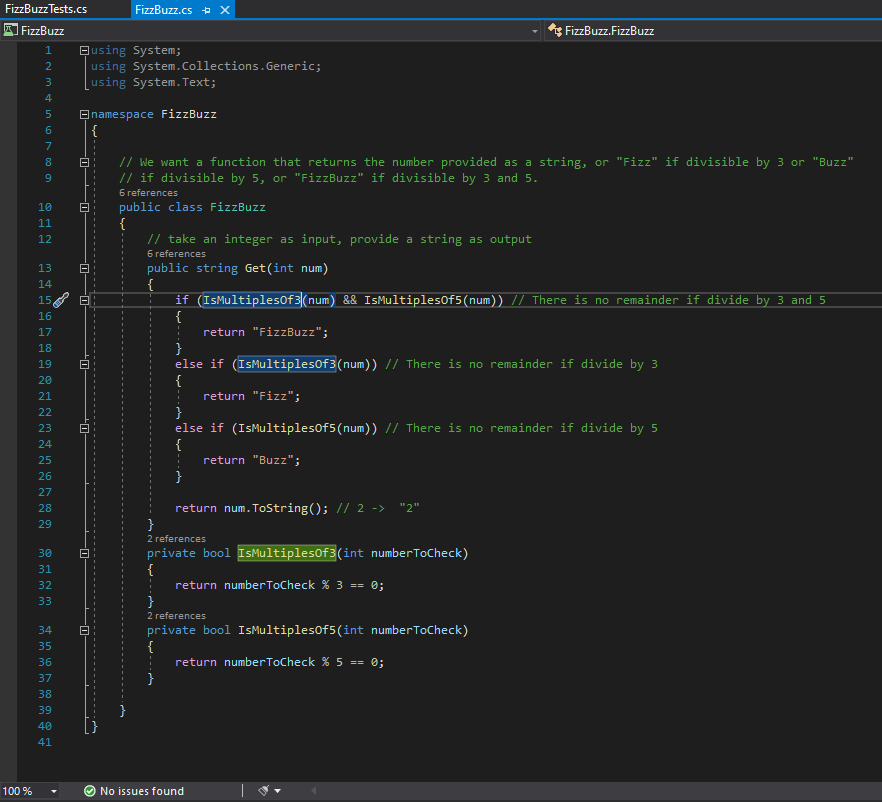 FizzBuzzTests.cs FizzBuzz.cs
FizzBuzz FizzBuzz.FizzBuzz
1 using System;
2 using System.Collections.Generic;
3 using System.Text;
4
5 namespace FizzBuzz
6 {
7
8 // We want a function that returns the number provided as a string, or "Fizz" if divisible by 3 or "Buzz"
9 // if divisible by 5, or "FizzBuzz" if divisible by 3 and 5.
6 references
10 public class FizzBuzz
11 {
12 // take an integer as input, provide a string as output
6 references
13 public string Get(int num)
14 {
15 if (IsMultiplesOf3(num) && IsMultiplesOf5(num)) // There is no remainder if divide by 3 and 5
16 {
17 return "FizzBuzz";
18 }
19 else if (IsMultiplesOf3(num)) // There is no remainder if divide by 3
20 {
21 return "Fizz";
22 }
23 else if (IsMultiplesOf5(num)) // There is no remainder if divide by 5
24 {
25 return "Buzz";
26 }
27
28 return num.ToString(); // 2 -> "2"
29 }
2 references
30 private bool IsMultiplesOf3(int numberToCheck)
31 {
32 return numberToCheck % 3 == 0;
33 }
2 references
34 private bool IsMultiplesOf5(int numberToCheck)
35 {
36 return numberToCheck % 5 == 0;
37 }
38
39 }
40 }
41
100 % No issues found